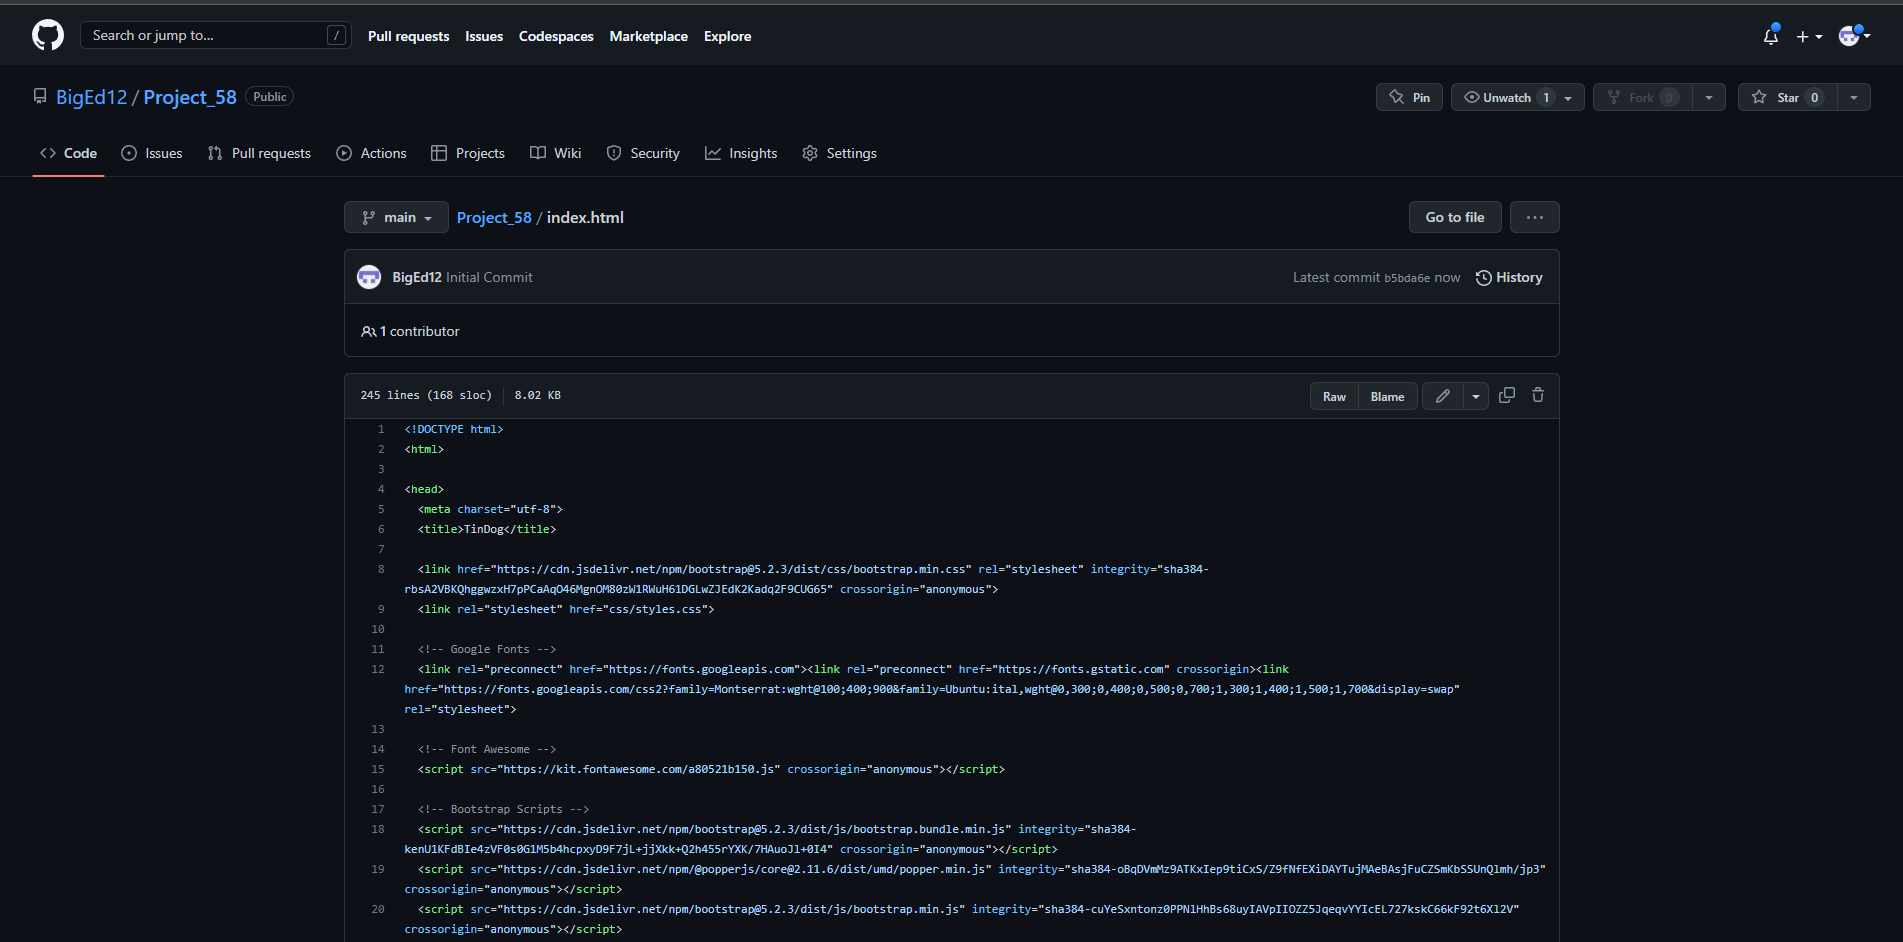 Search or jump to... /
Pull requests Issues Codespaces Marketplace Explore
BigEd12 / Project_58 Public
Pin Unwatch 1 Fork 0 Star 0
Code Issues Pull requests Actions Projects Wiki Security Insights Settings
main Project_58 / index.html Go to file ...
BigEd12 Initial Commit Latest commit b5bda6e now History
1 contributor
245 lines (168 sloc) 8.02 KB Raw Blame
1 <!DOCTYPE html>
2 <html>
3
4 <head>
5 <meta charset="utf-8">
6 <title>TinDog</title>
7
8 <link href="https://cdn.jsdelivr.net/npm/bootstrap@5.2.3/dist/css/bootstrap.min.css" rel="stylesheet" integrity="sha384-
rbsA2VBKQhggwzxH7pPCaAqO46MgnOM80zW1RWuH61DGLwZJEdK2Kadq2F9CUG65" crossorigin="anonymous">
9 <link rel="stylesheet" href="css/styles.css">
10
11 <!-- Google Fonts -->
12 <link rel="preconnect" href="https://fonts.googleapis.com"><link rel="preconnect" href="https://fonts.gstatic.com" crossorigin><link
href="https://fonts.googleapis.com/css2?family=Montserrat:wght@100;400;900&family=Ubuntu:ital,wght@0,300;0,400;0,500;0,700;1,300;1,400;1,500;1,700&display=swap"
rel="stylesheet">
13
14 <!-- Font Awesome -->
15 <script src="https://kit.fontawesome.com/a80521b150.js" crossorigin="anonymous"></script>
16
17 <!-- Bootstrap Scripts -->
18 <script src="https://cdn.jsdelivr.net/npm/bootstrap@5.2.3/dist/js/bootstrap.bundle.min.js" integrity="sha384-
kenU1KFdBIe4zVF0s0G1M5b4hcpxyD9F7jL+jjXkk+Q2h455rYXK/7HAuoJl+0I4" crossorigin="anonymous"></script>
19 <script src="https://cdn.jsdelivr.net/npm/@popperjs/core@2.11.6/dist/umd/popper.min.js" integrity="sha384-oBqDVmMz9ATKxIep9tiCxS/Z9fNfEXiDAYTujMAeBAsjFuCZSmKbSSUnQlmh/jp3"
crossorigin="anonymous"></script>
20 <script src="https://cdn.jsdelivr.net/npm/bootstrap@5.2.3/dist/js/bootstrap.min.js" integrity="sha384-cuYeSxntonz0PPNlHhBs68uyIAVpIIOZZ5JqeqvYYIcEL727kskC66kF92t6Xl2V"
crossorigin="anonymous"></script>